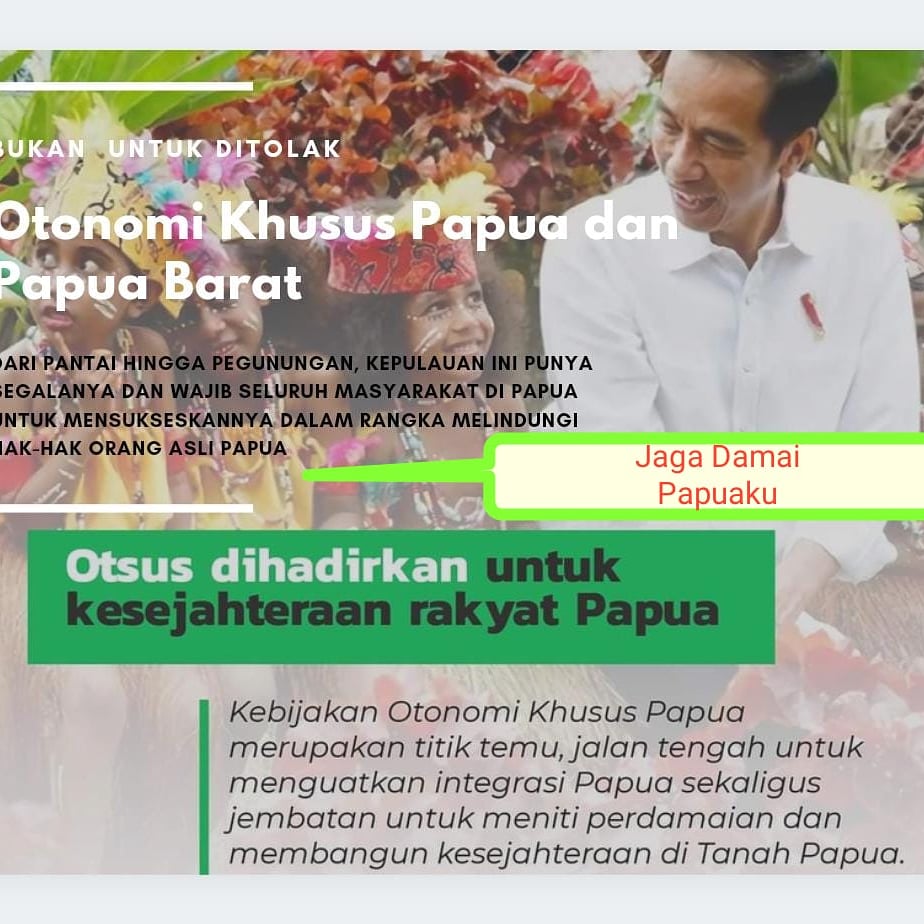 BUKAN UNTUK DITOLAK
Otonomi Khusus Papua dan
Papua Barat
DARI PANTAI HINGGA PEGUNUNGAN, KEPULAUAN INI PUNYA
SEGALANYA DAN WAJIB SELURUH MASYARAKAT DI PAPUA
UNTUK MENSUKSESKANNYA DALAM RANGKA MELINDUNGI
HAK-HAK ORANG ASLI PAPUA
Jaga Damai
Papuaku
Otsus dihadirkan untuk
kesejahteraan rakyat Papua
Kebijakan Otonomi Khusus Papua
merupakan titik temu, jalan tengah untuk
menguatkan integrasi Papua sekaligus
jembatan untuk meniti perdamaian dan
membangun kesejahteraan di Tanah Papua.